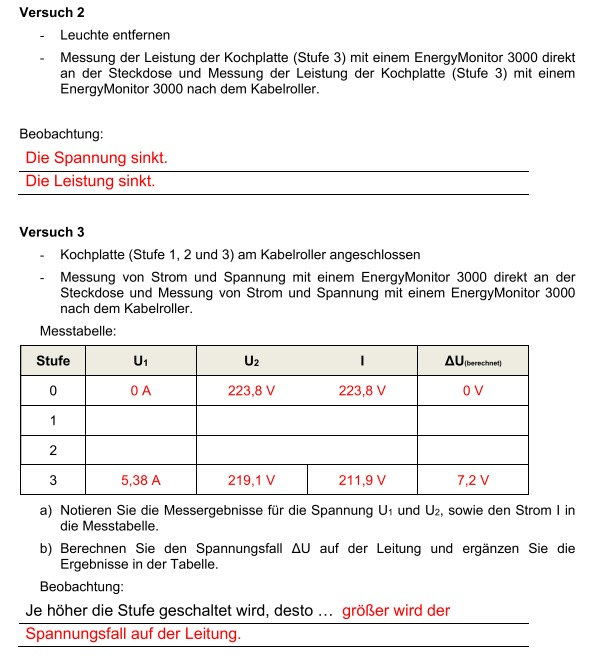 Versuch 2
- Leuchte entfernen
- Messung der Leistung der Kochplatte (Stufe 3) mit einem EnergyMonitor 3000 direkt
an der Steckdose und Messung der Leistung der Kochplatte (Stufe 3) mit einem
EnergyMonitor 3000 nach dem Kabelroller.
Beobachtung:
Die Spannung sinkt.
Die Leistung sinkt.
Versuch 3
- Kochplatte (Stufe 1, 2 und 3) am Kabelroller angeschlossen
- Messung von Strom und Spannung mit einem EnergyMonitor 3000 direkt an der
Steckdose und Messung von Strom und Spannung mit einem EnergyMonitor 3000
nach dem Kabelroller.
Messtabelle:
Stufe U1 U2 I ΔU(berechnet)
0 0 A 223,8 V 223,8 V 0 V
1
2
3 5,38 A 219,1 V 211,9 V 7,2 V
a) Notieren Sie die Messergebnisse für die Spannung U1 und U2, sowie den Strom I in
die Messtabelle.
b) Berechnen Sie den Spannungsfall ΔU auf der Leitung und ergänzen Sie die
Ergebnisse in der Tabelle.
Beobachtung:
Je höher die Stufe geschaltet wird, desto … größer wird der
Spannungsfall auf der Leitung.